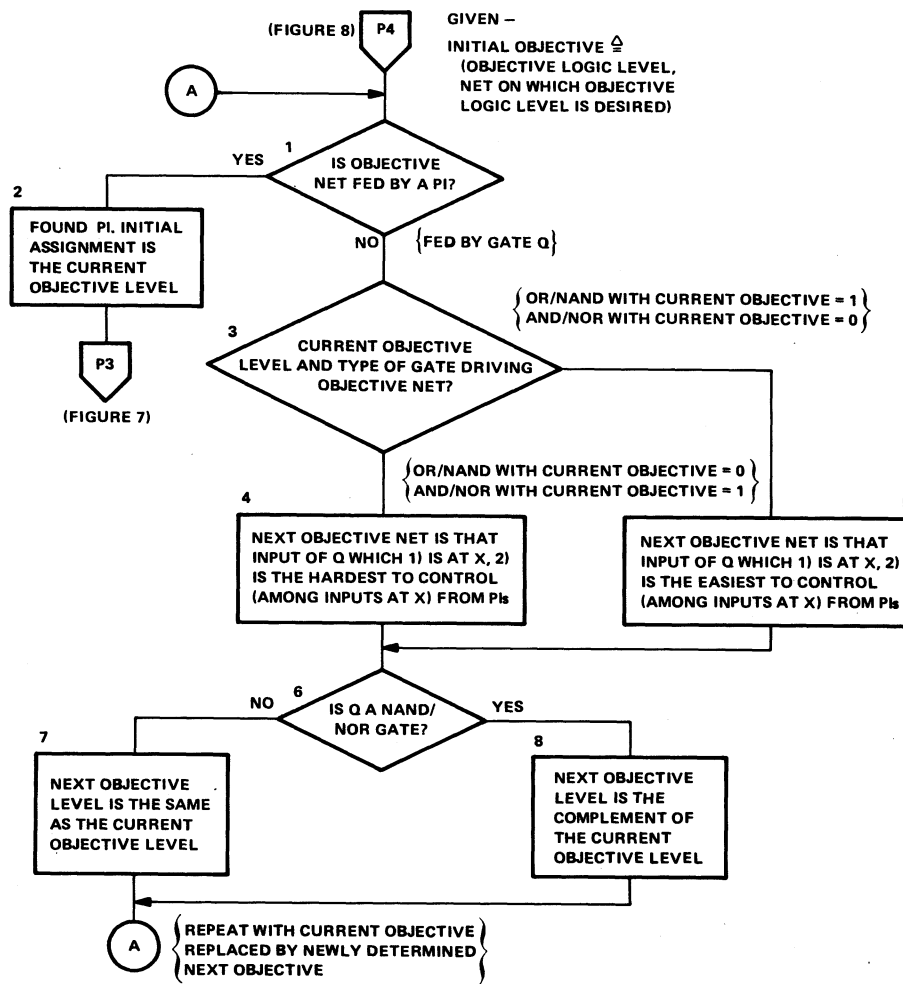 (FIGURE 8)
P4
GIVEN –
INITIAL OBJECTIVE ≙
(OBJECTIVE LOGIC LEVEL,
NET ON WHICH OBJECTIVE
LOGIC LEVEL IS DESIRED)
A
1
YES
IS OBJECTIVE
NET FED BY A PI?
2
FOUND PI. INITIAL
ASSIGNMENT IS
THE CURRENT
OBJECTIVE LEVEL
NO
{FED BY GATE Q}
P3
(FIGURE 7)
{OR/NAND WITH CURRENT OBJECTIVE = 1
AND/NOR WITH CURRENT OBJECTIVE = 0}
3
CURRENT OBJECTIVE
LEVEL AND TYPE OF GATE DRIVING
OBJECTIVE NET?
{OR/NAND WITH CURRENT OBJECTIVE = 0
AND/NOR WITH CURRENT OBJECTIVE = 1}
4
NEXT OBJECTIVE NET IS THAT
INPUT OF Q WHICH 1) IS AT X, 2)
IS THE HARDEST TO CONTROL
(AMONG INPUTS AT X) FROM PIs
NEXT OBJECTIVE NET IS THAT
INPUT OF Q WHICH 1) IS AT X, 2)
IS THE EASIEST TO CONTROL
(AMONG INPUTS AT X) FROM PIs
6
NO
IS Q A NAND/
NOR GATE?
YES
7
NEXT OBJECTIVE
LEVEL IS THE SAME
AS THE CURRENT
OBJECTIVE LEVEL
8
NEXT OBJECTIVE
LEVEL IS THE
COMPLEMENT OF
THE CURRENT
OBJECTIVE LEVEL
A
{REPEAT WITH CURRENT OBJECTIVE
REPLACED BY NEWLY DETERMINED
NEXT OBJECTIVE}